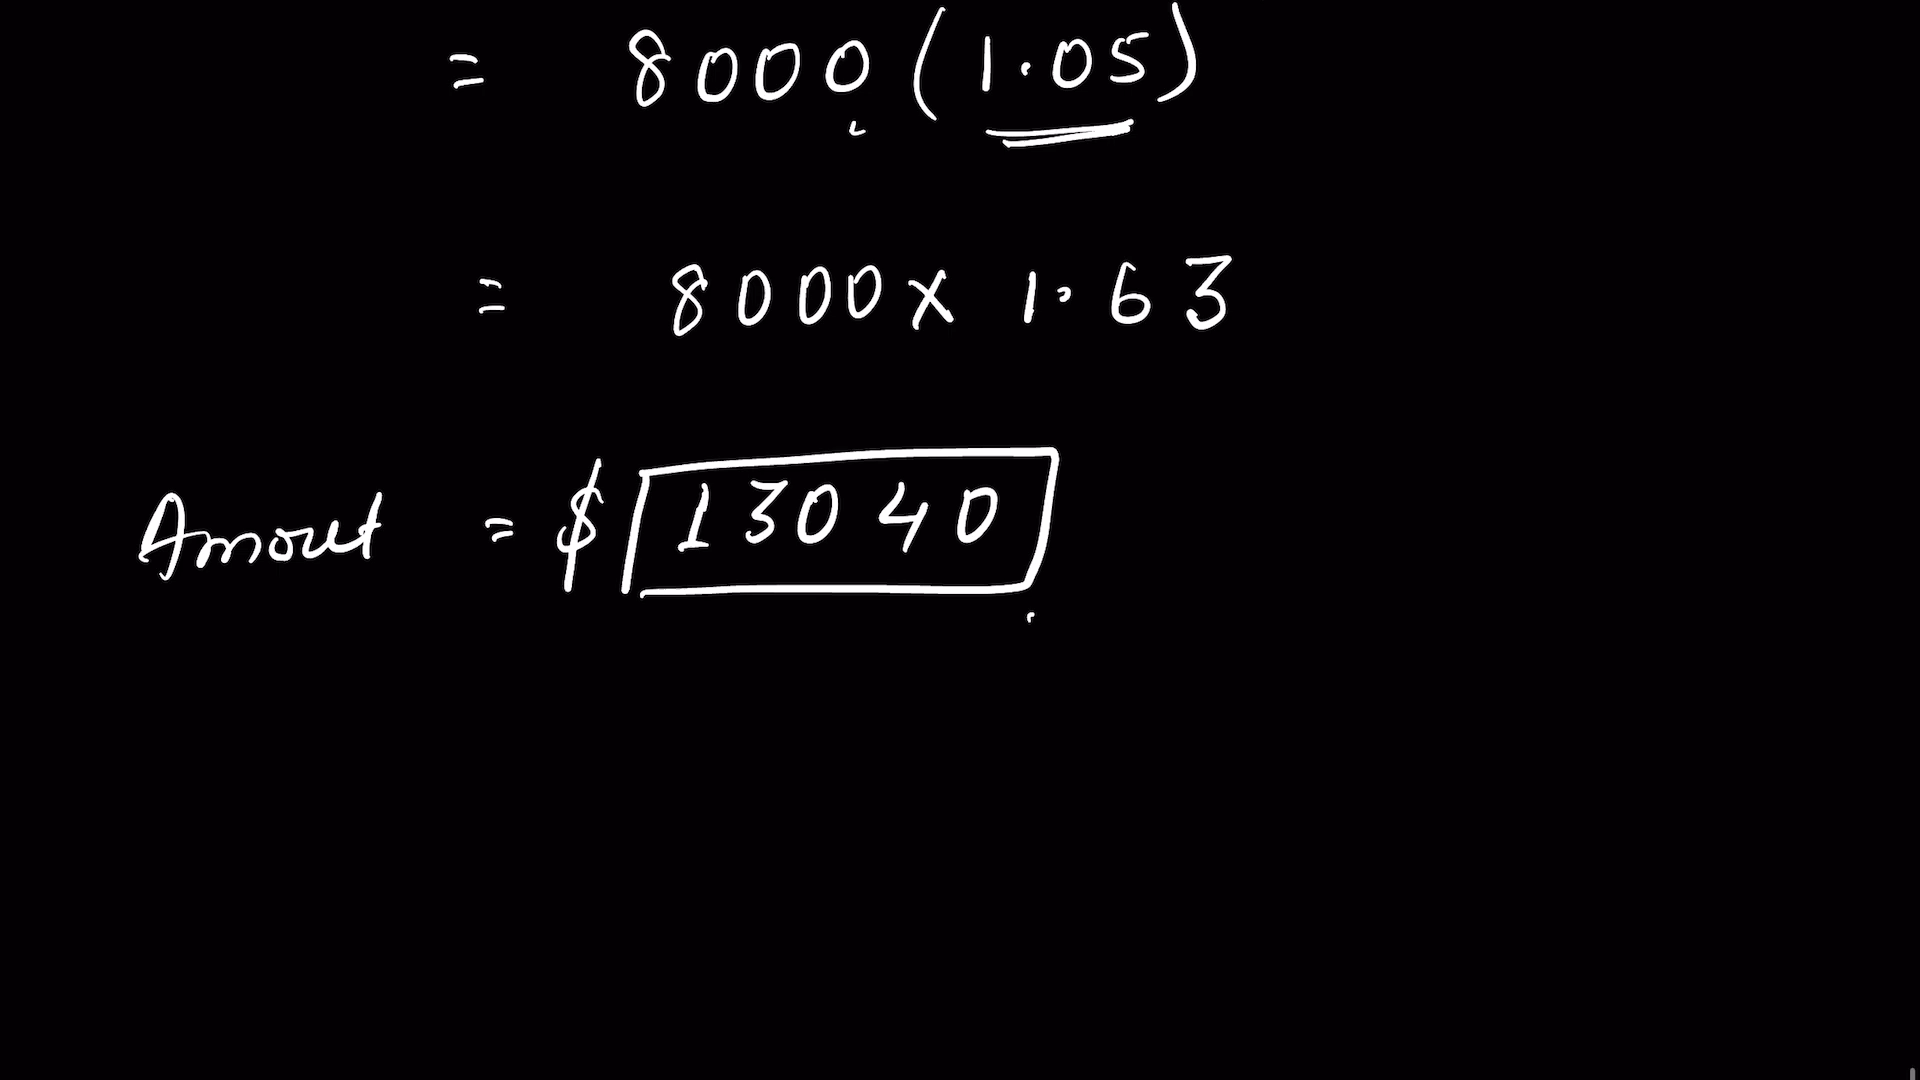 = 8000 (1.05)
= 8000 x 1.63
Amout = $ 13040